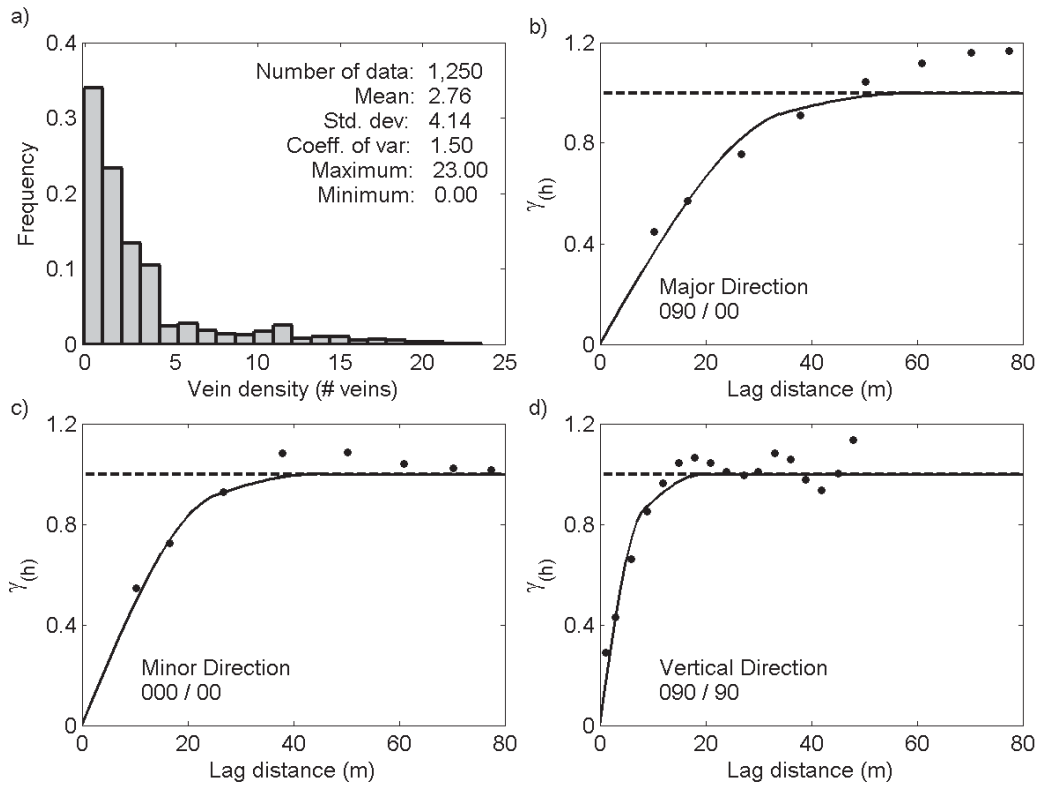 a)
0.4
0.3
0.2
0.1
0
Frequency
Number of data: 1,250
Mean: 2.76
Std. dev: 4.14
Coeff. of var: 1.50
Maximum: 23.00
Minimum: 0.00
0 5 10 15 20 25
Vein density (# veins)
b)
1.2
0.8
0.4
0
γ(h)
Major Direction
090 / 00
0 20 40 60 80
Lag distance (m)
c)
1.2
0.8
0.4
0
γ(h)
Minor Direction
000 / 00
0 20 40 60 80
Lag distance (m)
d)
1.2
0.8
0.4
0
γ(h)
Vertical Direction
090 / 90
0 20 40 60 80
Lag distance (m)